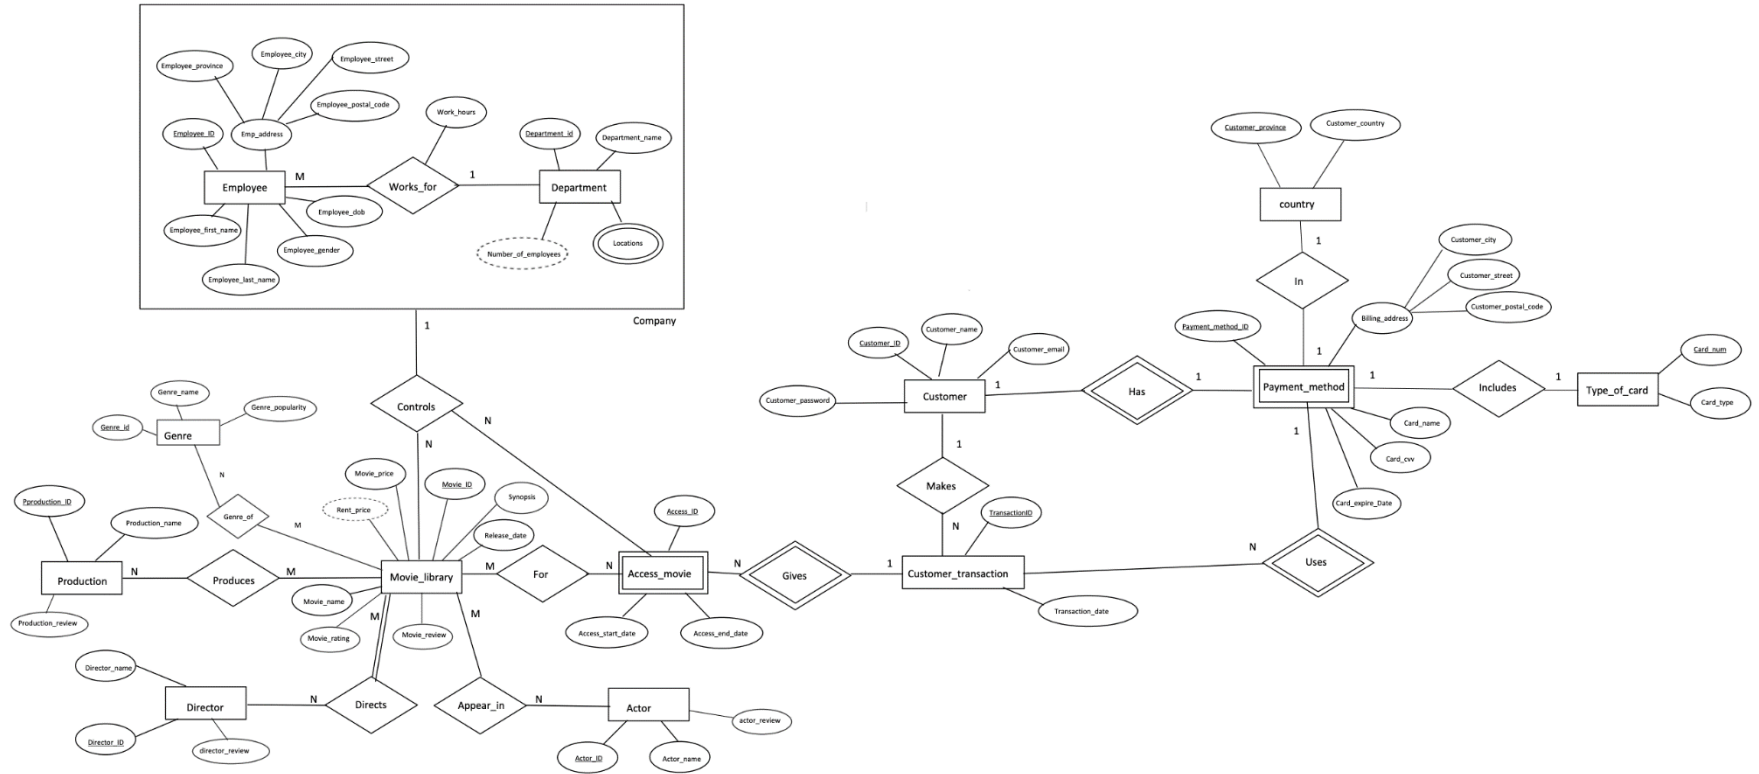 Employee_province
Employee_city
Employee_street
Employee_postal_code
Employee_ID
Emp_address
Work_hours
Department_id
Department_name
Employee
M
Works_for
1
Department
Employee_dob
Employee_first_name
Employee_gender
Employee_last_name
Number_of_employees
Locations
Company
1
Controls
N
N
Customer_province
Customer_country
country
1
In
1
Customer_city
Customer_street
Customer_postal_code
Billing_address
Payment_method_ID
Customer_ID
Customer_name
Customer_email
Customer_password
Customer
1
Has
1
Payment_method
1
Includes
1
Type_of_card
Card_num
Card_type
Card_name
Card_cvv
Card_expire_Date
1
1
Makes
N
TransactionID
N
Uses
Genre_name
Genre_popularity
Genre_id
Genre
N
Genre_of
M
Movie_price
Movie_ID
Synopsis
Rent_price
Release_date
Pproduction_ID
Production_name
Production
N
Produces
M
Movie_library
M
For
N
Access_ID
Access_movie
N
Gives
1
Customer_transaction
Transaction_date
Production_review
Movie_name
Movie_rating
M
Movie_review
M
Access_start_date
Access_end_date
Director_name
Director
N
Directs
Appear_in
N
Actor
actor_review
Director_ID
director_review
Actor_ID
Actor_name